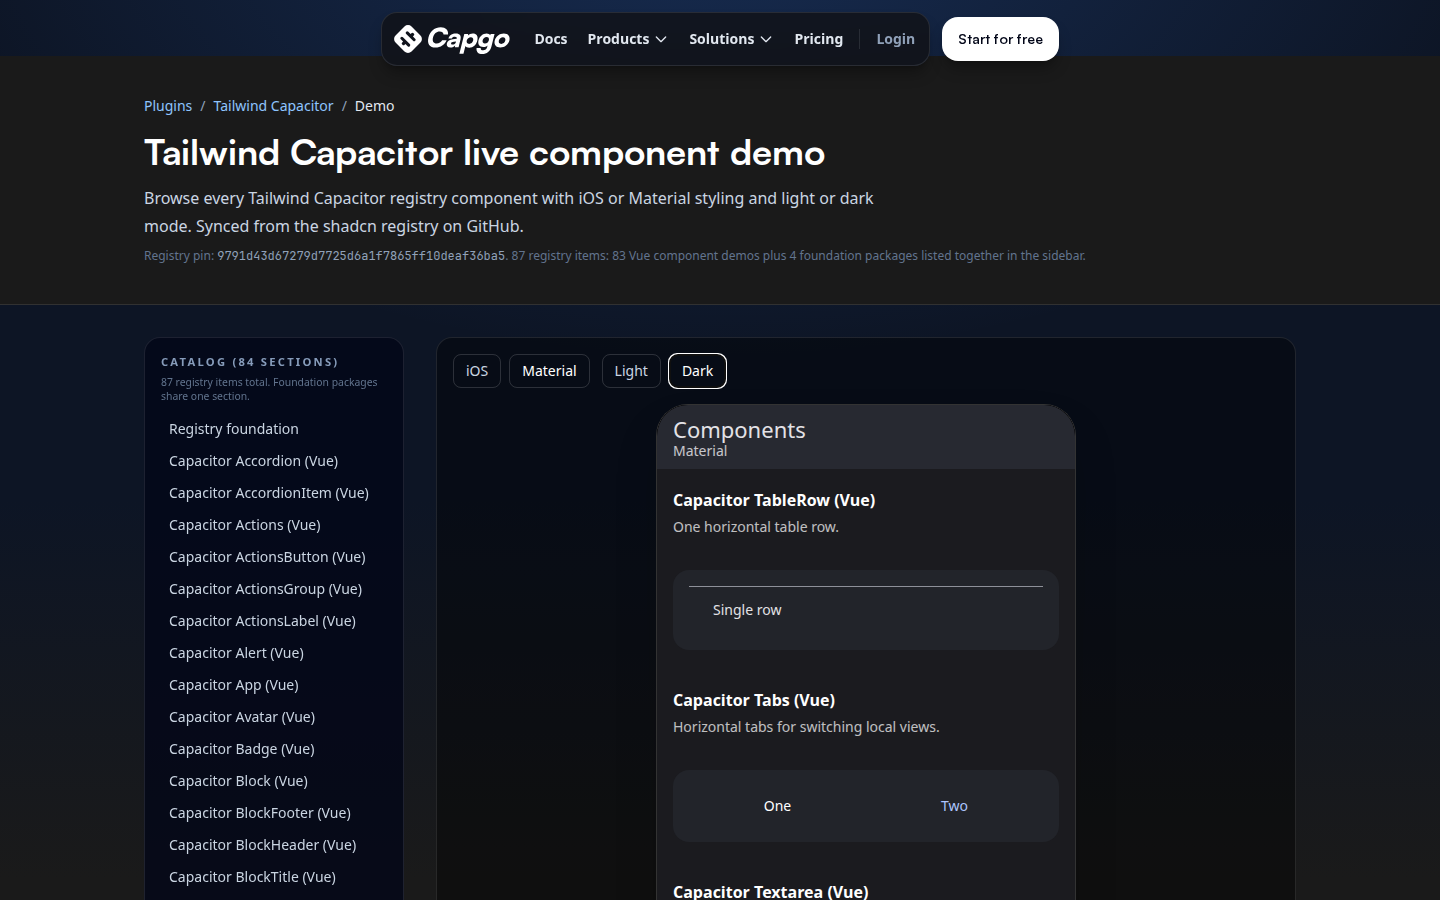 Capgo Docs Products Solutions Pricing Login Start for free
Plugins / Tailwind Capacitor / Demo
Tailwind Capacitor live component demo
Browse every Tailwind Capacitor registry component with iOS or Material styling and light or dark
mode. Synced from the shadcn registry on GitHub.
Registry pin: 9791d43d67279d7725d6a1f7865ff10deaf36ba5. 87 registry items: 83 Vue component demos plus 4 foundation packages listed together in the sidebar.
CATALOG (84 SECTIONS)
87 registry items total. Foundation packages
share one section.
Registry foundation
Capacitor Accordion (Vue)
Capacitor AccordionItem (Vue)
Capacitor Actions (Vue)
Capacitor ActionsButton (Vue)
Capacitor ActionsGroup (Vue)
Capacitor ActionsLabel (Vue)
Capacitor Alert (Vue)
Capacitor App (Vue)
Capacitor Avatar (Vue)
Capacitor Badge (Vue)
Capacitor Block (Vue)
Capacitor BlockFooter (Vue)
Capacitor BlockHeader (Vue)
Capacitor BlockTitle (Vue)
iOS Material Light Dark
Components
Material
Capacitor TableRow (Vue)
One horizontal table row.
Single row
Capacitor Tabs (Vue)
Horizontal tabs for switching local views.
One Two
Capacitor Textarea (Vue)